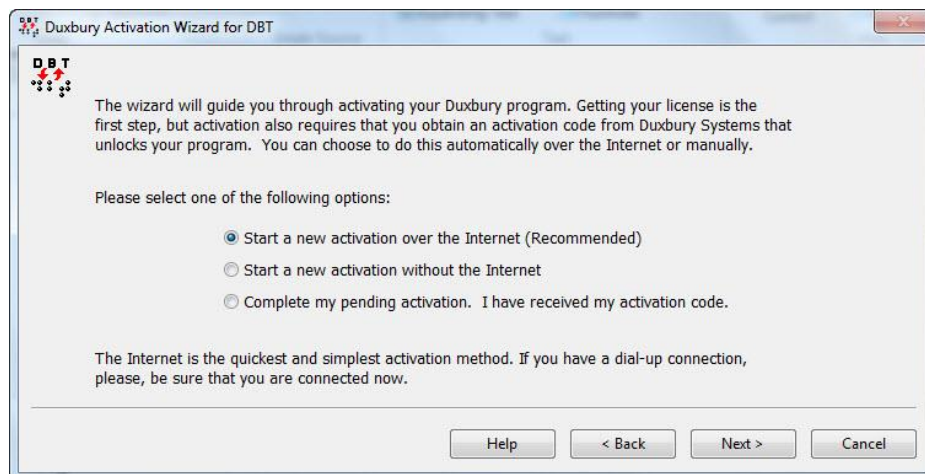 Duxbury Activation Wizard for DBT
DBT
The wizard will guide you through activating your Duxbury program. Getting your license is the
first step, but activation also requires that you obtain an activation code from Duxbury Systems that
unlocks your program. You can choose to do this automatically over the Internet or manually.
Please select one of the following options:
Start a new activation over the Internet (Recommended)
Start a new activation without the Internet
Complete my pending activation. I have received my activation code.
The Internet is the quickest and simplest activation method. If you have a dial-up connection,
please, be sure that you are connected now.
Help
< Back
Next >
Cancel